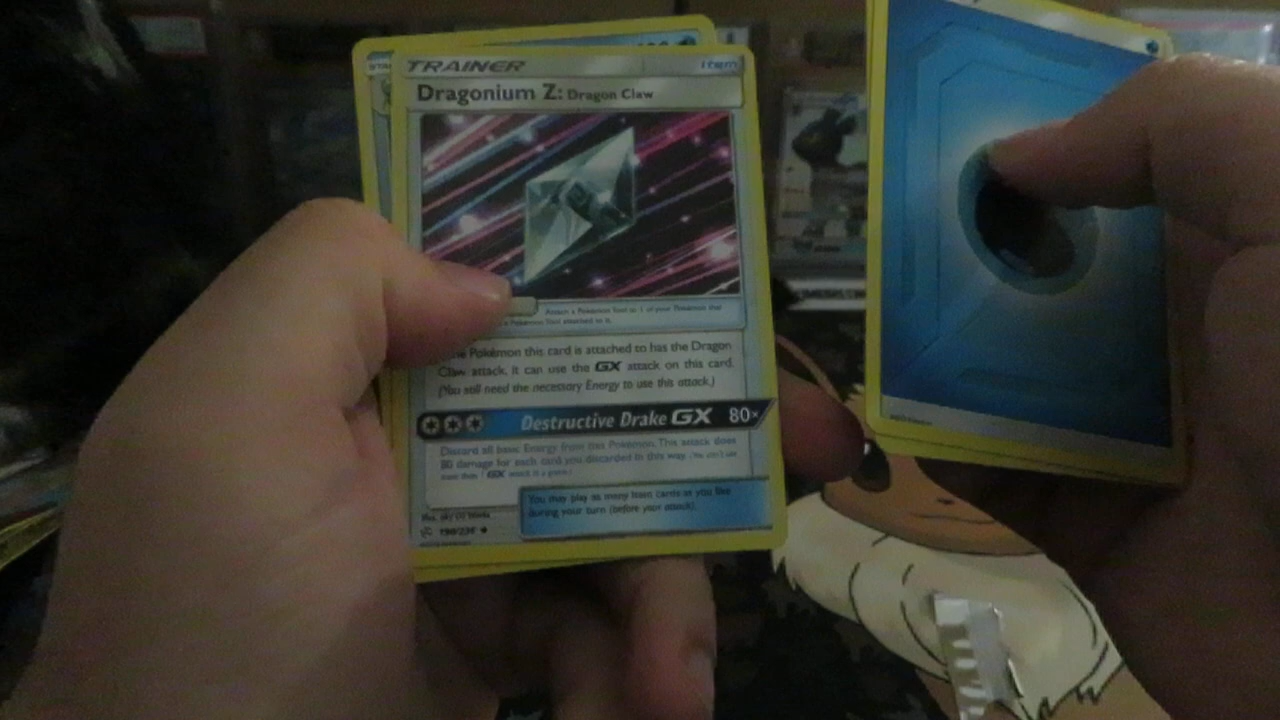 TRAINER
Item
Dragonium Z: Dragon Claw
Attach a Pokémon Tool to 1 of your Pokémon that
a Pokémon Tool attached to it.
the Pokémon this card is attached to has the Dragon
Claw attack, it can use the GX attack on this card.
(You still need the necessary Energy to use this attack.)
Destructive Drake GX 80×
Discard all basic Energy from this Pokémon. This attack does
80 damage for each card you discarded in this way. (You can't use
more than 1 GX attack in a game.)
You may play as many Item cards as you like
during your turn (before your attack).
190/236